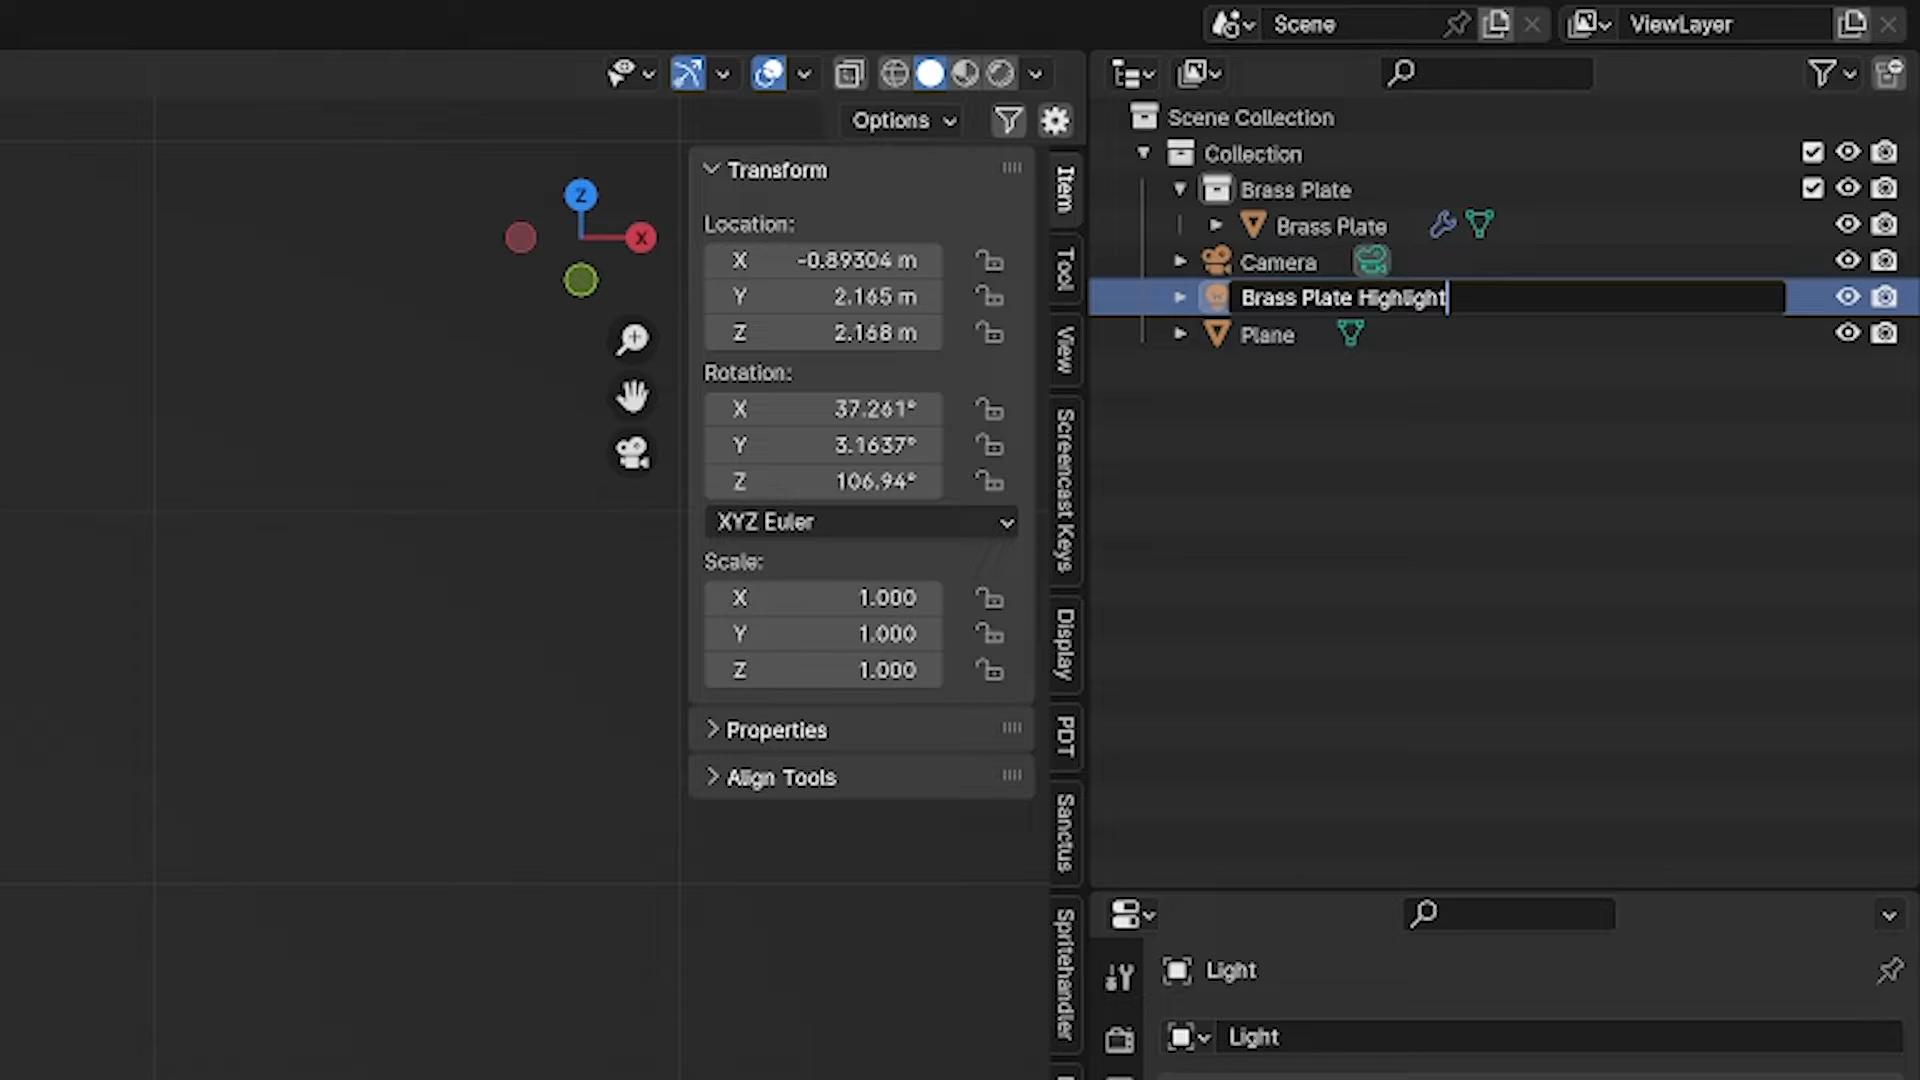 Scene
ViewLayer
Options
Scene Collection
Collection
Brass Plate
Brass Plate
Camera
Brass Plate Highlight
Plane
Z
X
Transform
Location:
X -0.89304 m
Y 2.165 m
Z 2.168 m
Rotation:
X 37.261°
Y 3.1637°
Z 106.94°
XYZ Euler
Scale:
X 1.000
Y 1.000
Z 1.000
Properties
Align Tools
Item
Tool
View
Screencast Keys
Display
PDT
Sanctus
Spritehandler
Light
Light